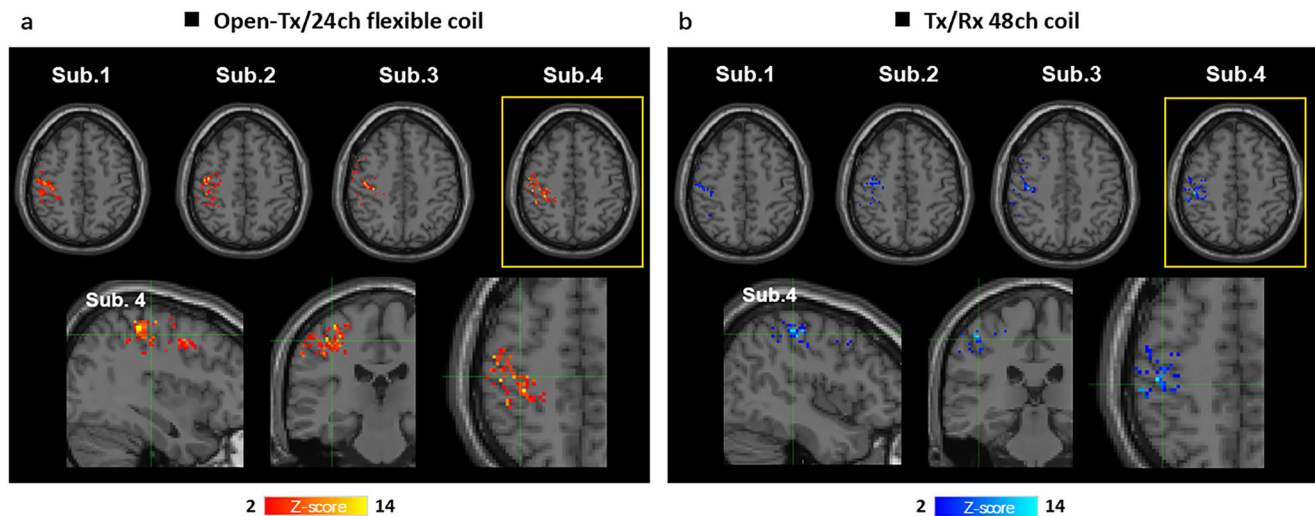 a ■ Open-Tx/24ch flexible coil
Sub.1 Sub.2 Sub.3 Sub.4
Sub. 4
2 Z-score 14
b ■ Tx/Rx 48ch coil
Sub.1 Sub.2 Sub.3 Sub.4
Sub.4
2 Z-score 14